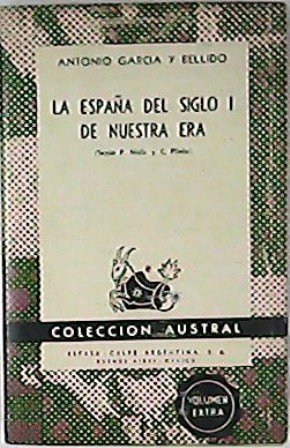 ANTONIO GARCIA Y BELLIDO
LA ESPAÑA DEL SIGLO I
DE NUESTRA ERA
(Según P. Mela y C. Plinio)
COLECCION AUSTRAL
ESPASA-CALPE ARGENTINA, S. A.
BUENOS AIRES-MEXICO
VOLUMEN
EXTRA